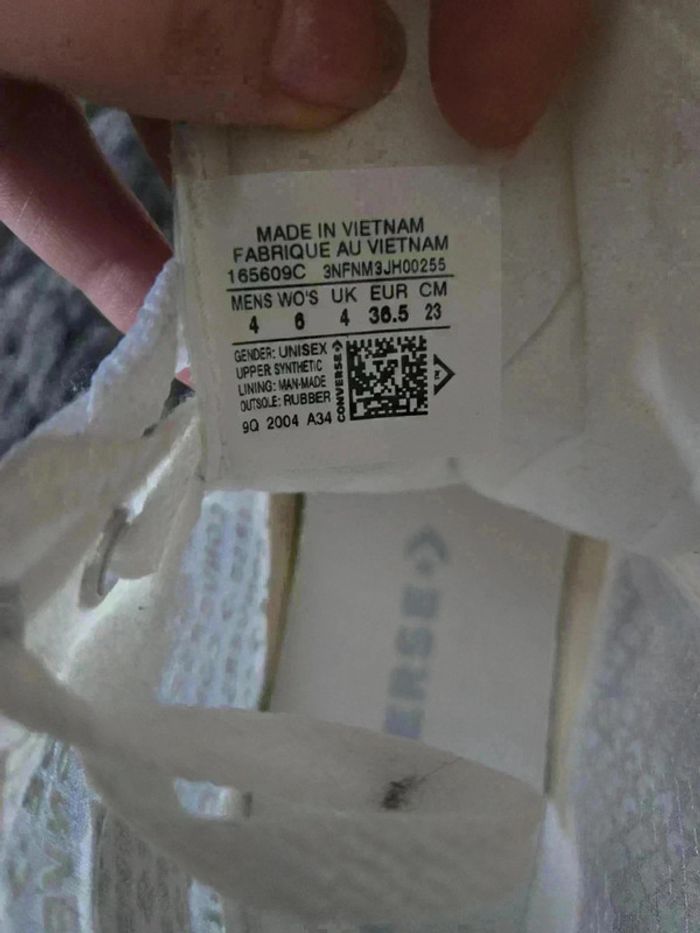 MADE IN VIETNAM
FABRIQUE AU VIETNAM
165609C 3NFNM3JH00255
MENS WO'S UK EUR CM
4 6 4 36.5 23
GENDER: UNISEX
UPPER: SYNTHETIC
LINING: MAN-MADE
OUTSOLE: RUBBER
9Q 2004 A34
CONVERSE
ERSE